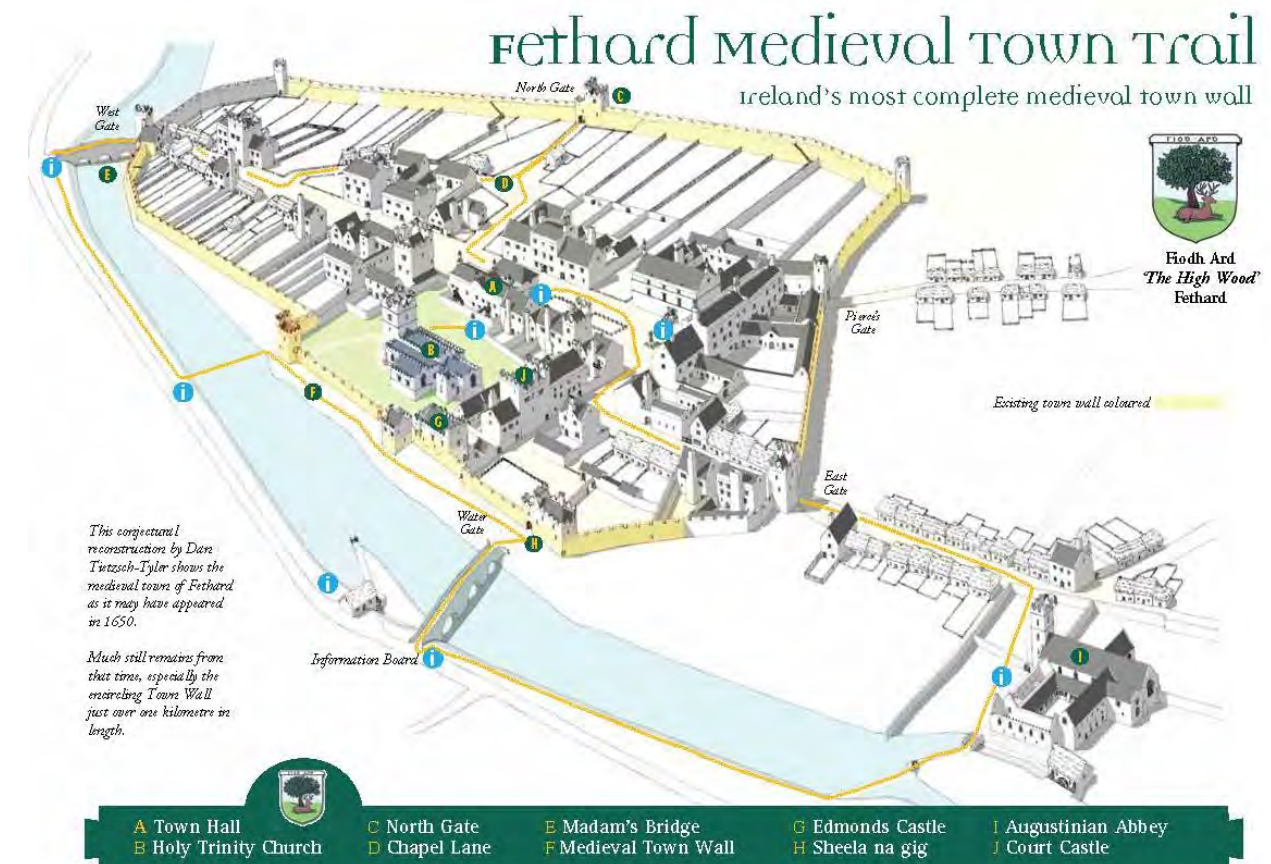 Fethard Medieval Town Trail
Ireland's most complete medieval town wall
North Gate
C
West
Gate
i
E
D
FIODH ARD
Fiodh Ard
'The High Wood'
Fethard
A
i
i
i
B
J
Pierce's
Gate
i
F
G
Existing town wall coloured
East
Gate
Water
Gate
H
This conjectural
reconstruction by Dan
Tietzsch-Tyler shows the
medieval town of Fethard
as it may have appeared
in 1650.
i
Much still remains from
that time, especially the
encircling Town Wall
just over one kilometre in
length.
Information Board
i
I
i
FIODH ARD
A Town Hall
B Holy Trinity Church
C North Gate
D Chapel Lane
E Madam's Bridge
F Medieval Town Wall
G Edmonds Castle
H Sheela na gig
I Augustinian Abbey
J Court Castle